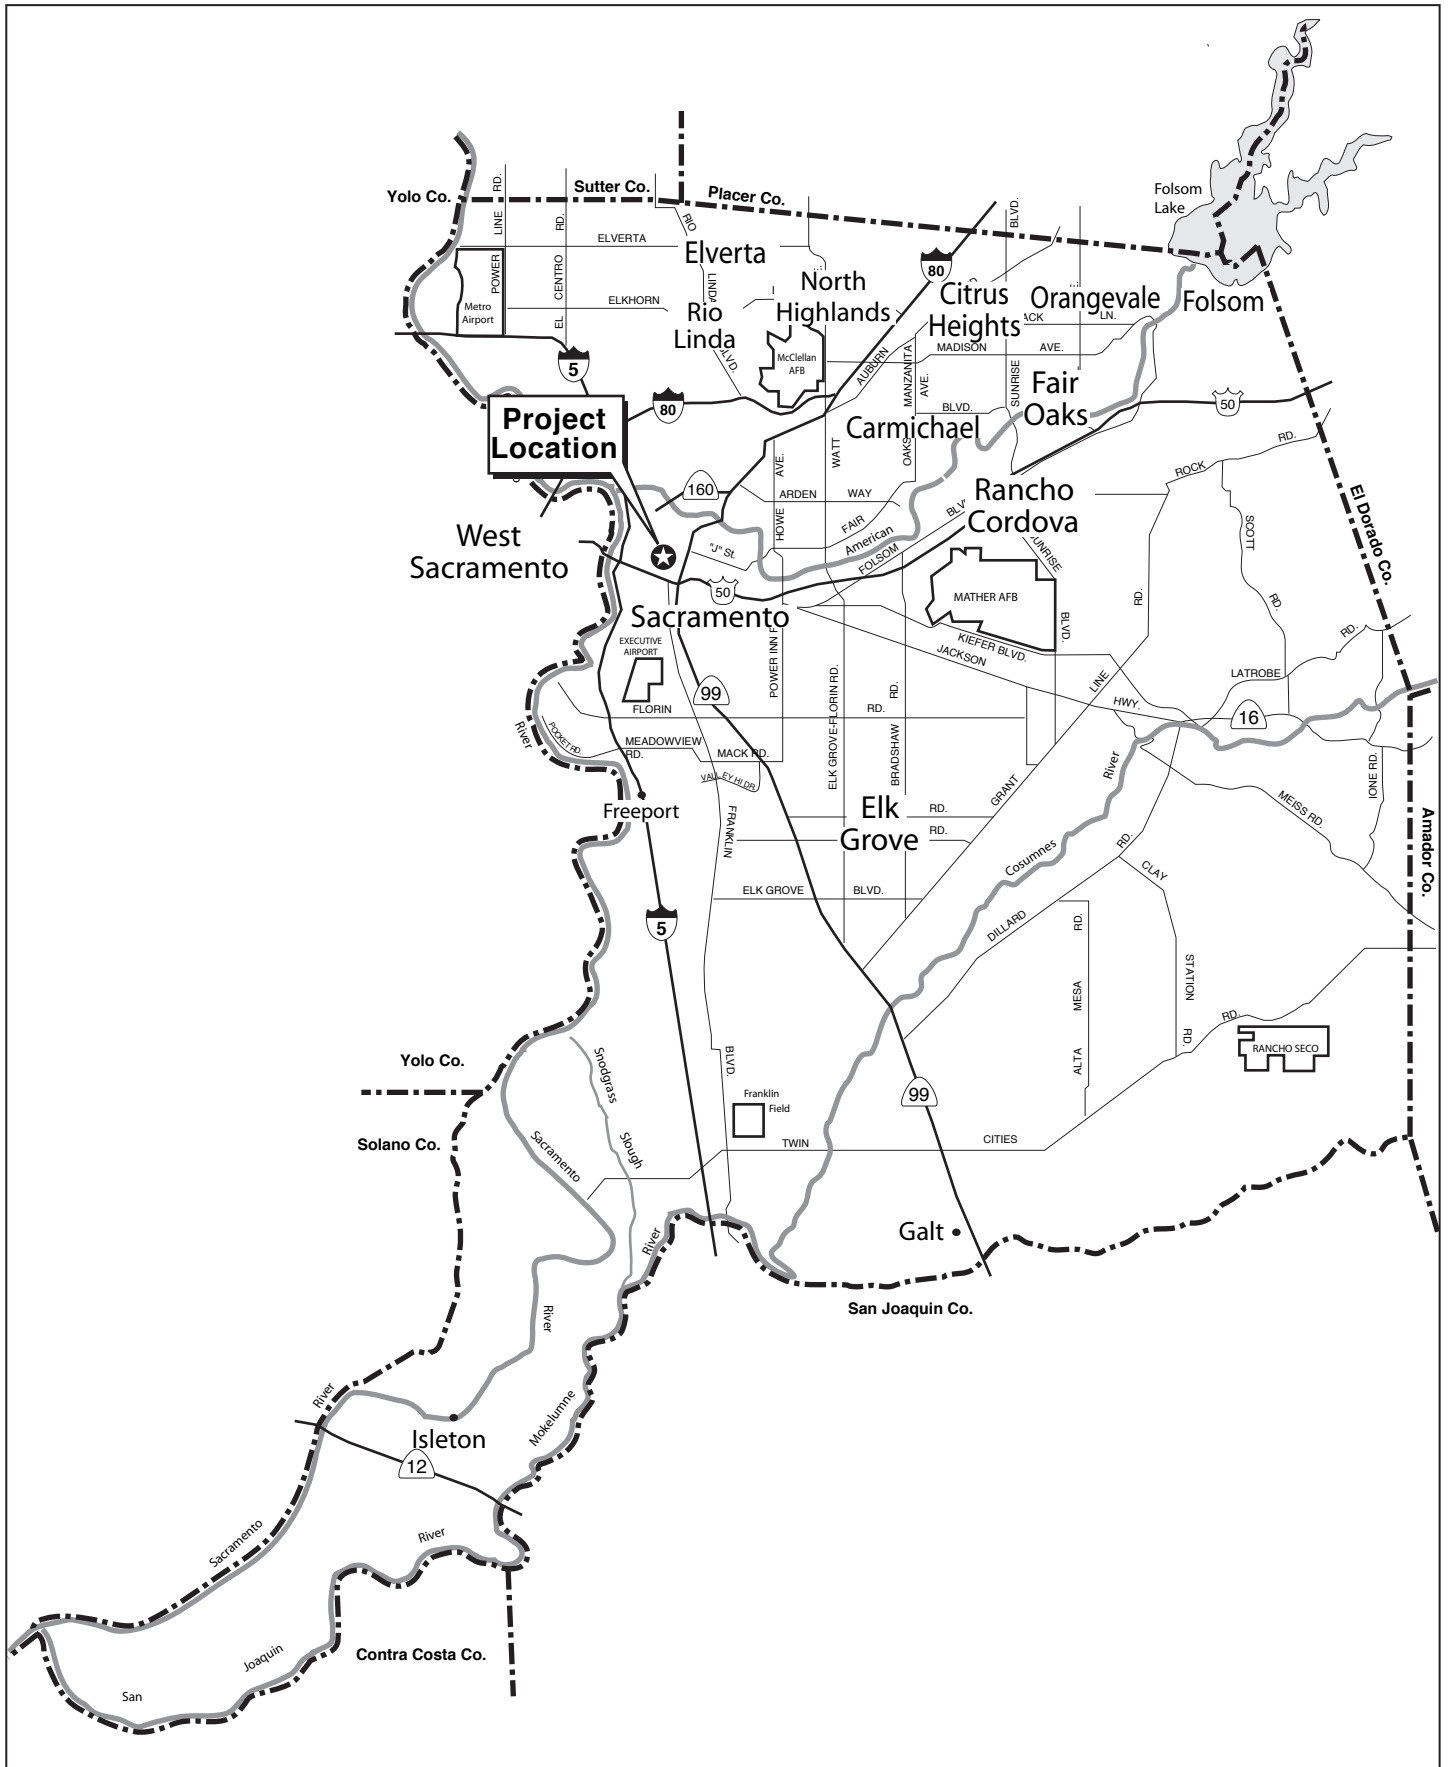 Folsom
Lake
Yolo Co.
Sutter Co.
Placer Co.
RD.
LINE
POWER
RD.
CENTRO
EL
RIO
LINDA
BLVD.
ELVERTA
Elverta
North
Highlands
80
Citrus
Heights
Orangevale
Folsom
Metro
Airport
ELKHORN
Rio
Linda
LN.
MADISON
AVE.
McClellan
AFB
AUBURN
MANZANITA
AVE.
SUNRISE
5
80
Fair
Oaks
50
Project
Location
BLVD.
Carmichael
OAKS
WATT
AVE.
HOWE
160
ARDEN
WAY
Rancho
Cordova
ROCK
RD.
El Dorado Co.
West
Sacramento
"J" St.
FAIR
American
FOLSOM
SUNRISE
BLVD.
SCOTT
RD.
50
MATHER AFB
RD.
Sacramento
EXECUTIVE
AIRPORT
POWER INN
KIEFER BLVD.
JACKSON
HWY.
LATROBE
RD.
99
LINE
GRANT
16
FLORIN
RD.
River
POCKET RD.
MEADOWVIEW
RD.
MACK RD.
VALLEY HI DR.
ELK GROVE-FLORIN RD.
BRADSHAW
RD.
River
Cosumnes
IONE RD.
MEISS RD.
Amador Co.
Freeport
FRANKLIN
BLVD.
Elk
Grove
RD.
RD.
RD.
DILLARD
CLAY
STATION
RD.
ELK GROVE
BLVD.
5
RD.
MESA
ALTA
RD.
RANCHO SECO
Yolo Co.
Snodgrass
Slough
Franklin
Field
99
Solano Co.
Sacramento
River
TWIN
CITIES
Galt
River
San Joaquin Co.
River
Mokelumne
Isleton
12
Sacramento
River
Joaquin
San
Contra Costa Co.